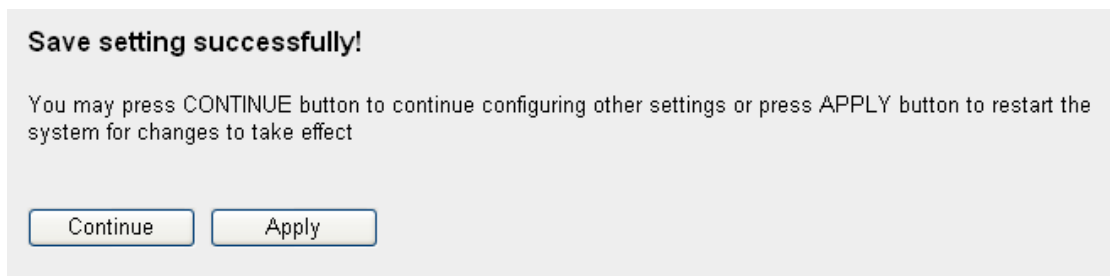 Save setting successfully!
You may press CONTINUE button to continue configuring other settings or press APPLY button to restart the
system for changes to take effect
Continue
Apply